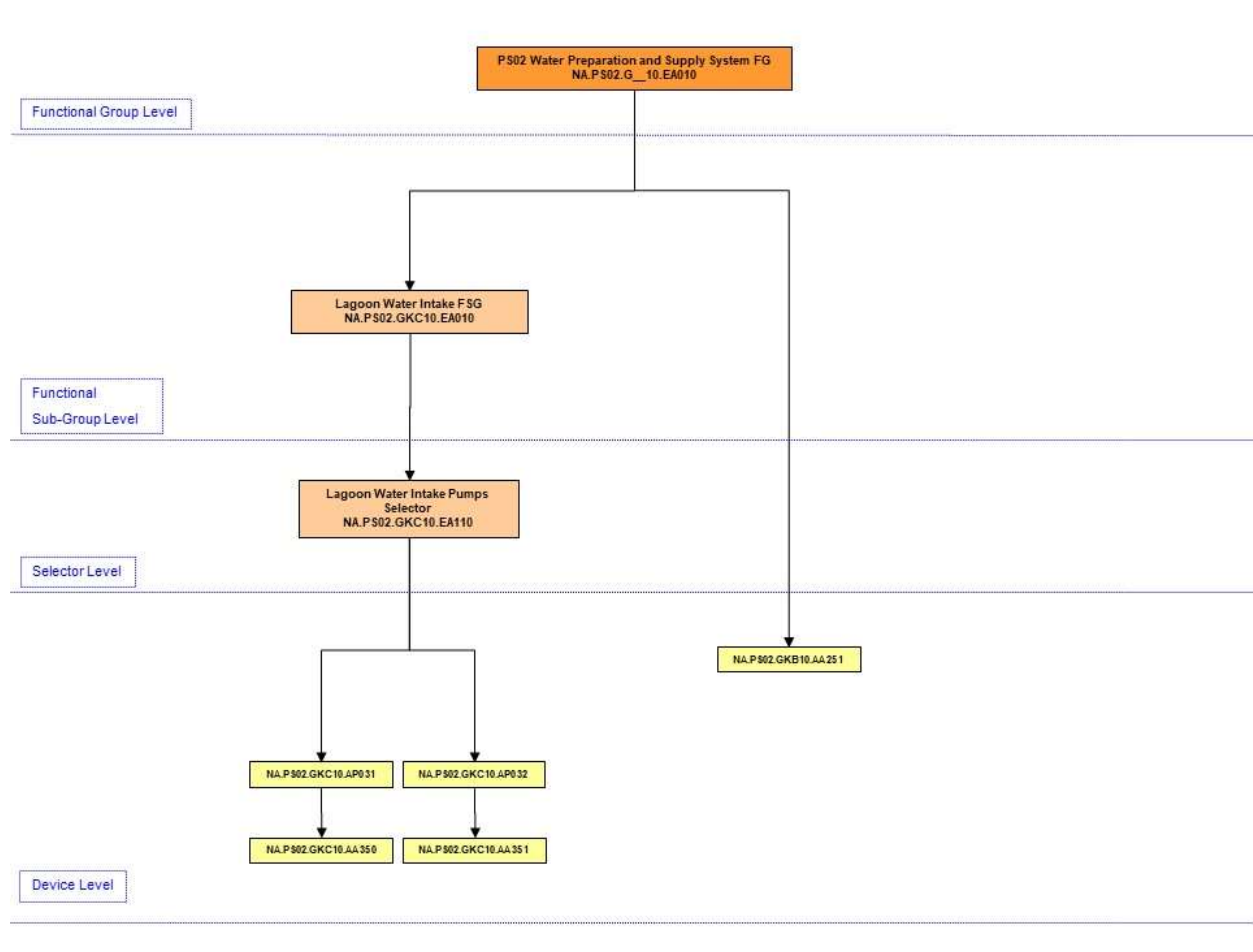 PS02 Water Preparation and Supply System FG
NA.PS02.G__10.EA010
Functional Group Level
Lagoon Water Intake FSG
NA.PS02.GKC10.EA010
Functional
Sub-Group Level
Lagoon Water Intake Pumps
Selector
NA.PS02.GKC10.EA110
Selector Level
NA.PS02.GKB10.AA251
NA.PS02.GKC10.AP031
NA.PS02.GKC10.AP032
NA.PS02.GKC10.AA350
NA.PS02.GKC10.AA351
Device Level